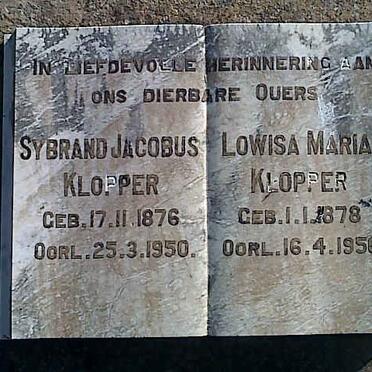 IN LIEFDEVOLLE HERINNERING AAN
ONS DIERBARE OUERS
SYBRAND JACOBUS
KLOPPER
GEB. 17.11.1876
OORL. 25.3.1950.
LOWISA MARIA
KLOPPER
GEB. 1.1.1878
OORL. 16.4.1956